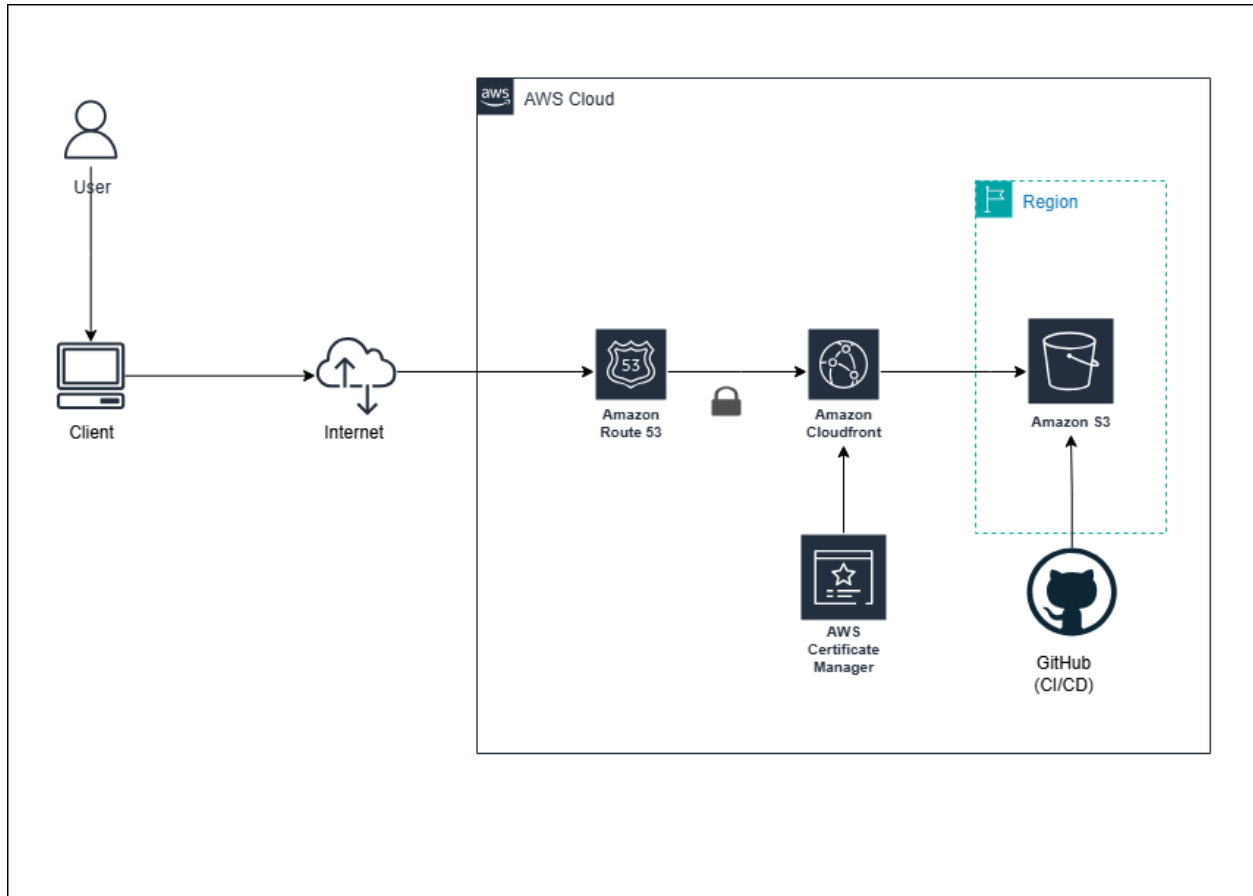 aws
AWS Cloud
User
Region
53
Amazon
Route 53
Amazon
Cloudfront
Amazon S3
Client
Internet
AWS
Certificate
Manager
GitHub
(CI/CD)